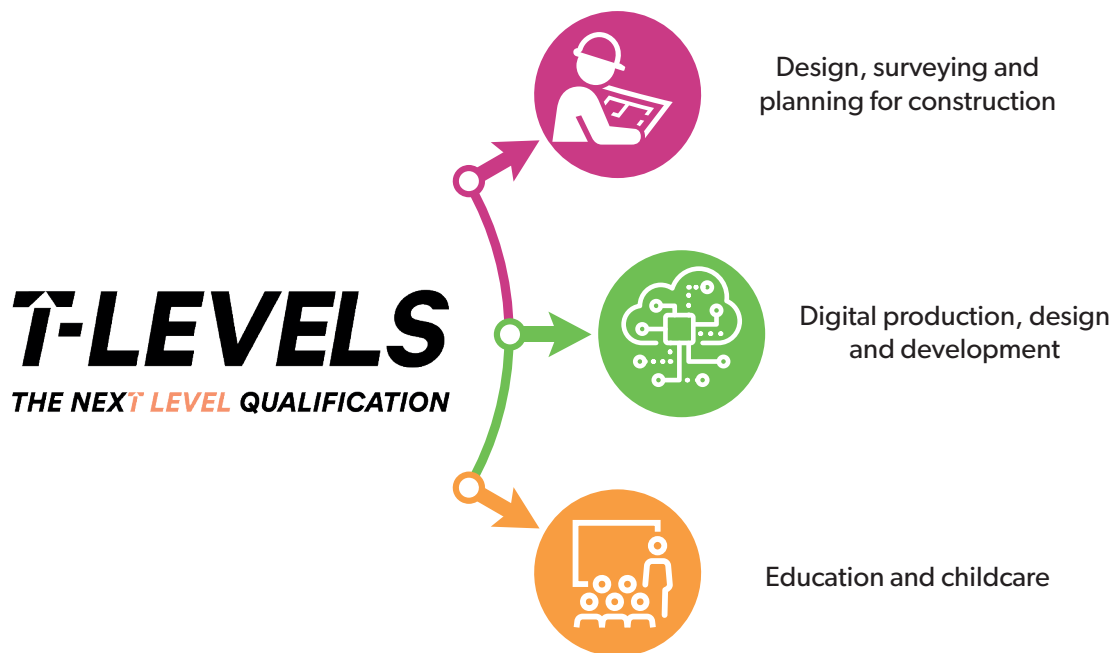 Design, surveying and
planning for construction
T-LEVELS
THE NEXT LEVEL QUALIFICATION
Digital production, design
and development
Education and childcare